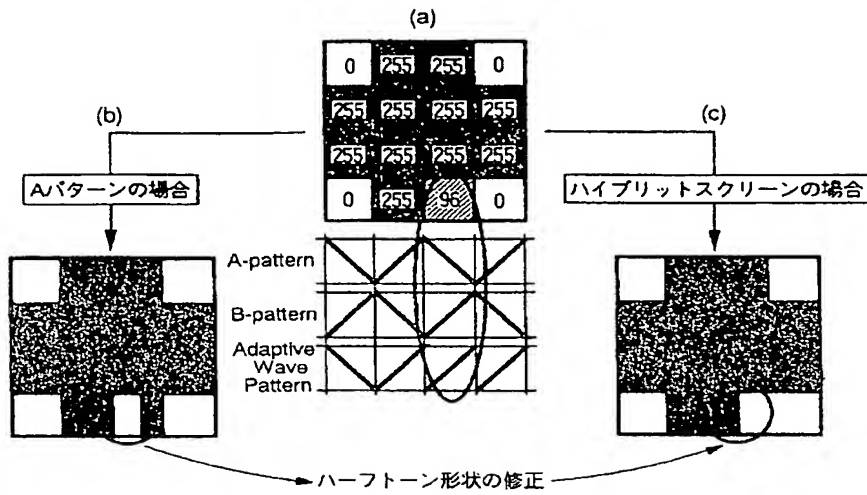 (a)
0 255 255 0
255 255 255 255
255 255 255 255
0 255 96 0
(b)
Aパターンの場合
(c)
ハイブリットスクリーンの場合
A-pattern
B-pattern
Adaptive
Wave
Pattern
ハーフトーン形状の修正